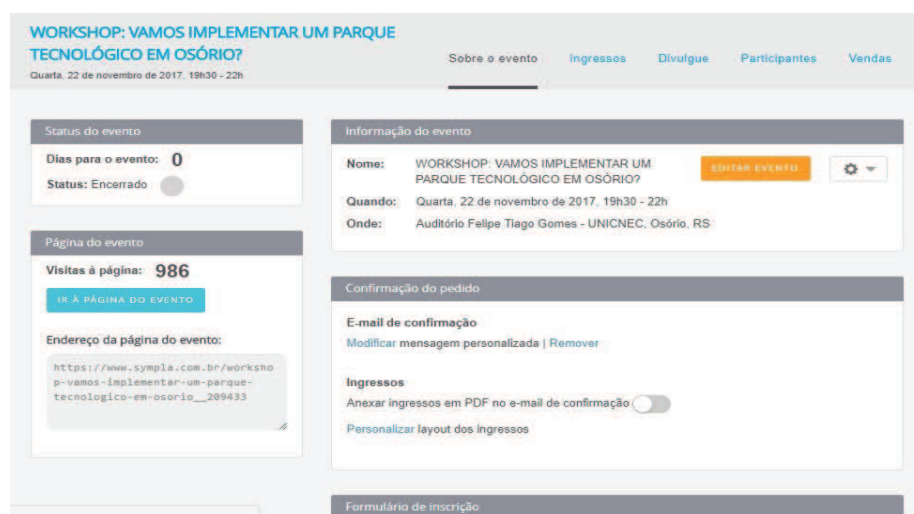 WORKSHOP: VAMOS IMPLEMENTAR UM PARQUE
TECNOLÓGICO EM OSÓRIO?
Quarta, 22 de novembro de 2017, 19h30 - 22h
Sobre o evento Ingressos Divulgue Participantes Vendas
Status do evento
Dias para o evento: 0
Status: Encerrado
Página do evento
Visitas à página: 986
IR À PÁGINA DO EVENTO
Endereço da página do evento:
https://www.sympla.com.br/worksho
p-vamos-implementar-um-parque-
tecnologico-em-osorio__209433
Informação do evento
Nome: WORKSHOP: VAMOS IMPLEMENTAR UM
PARQUE TECNOLÓGICO EM OSÓRIO?
EDITAR EVENTO
Quando: Quarta, 22 de novembro de 2017, 19h30 - 22h
Onde: Auditório Felipe Tiago Gomes - UNICNEC, Osório, RS
Confirmação do pedido
E-mail de confirmação
Modificar mensagem personalizada | Remover
Ingressos
Anexar ingressos em PDF no e-mail de confirmação
Personalizar layout dos ingressos
Formulário de inscrição